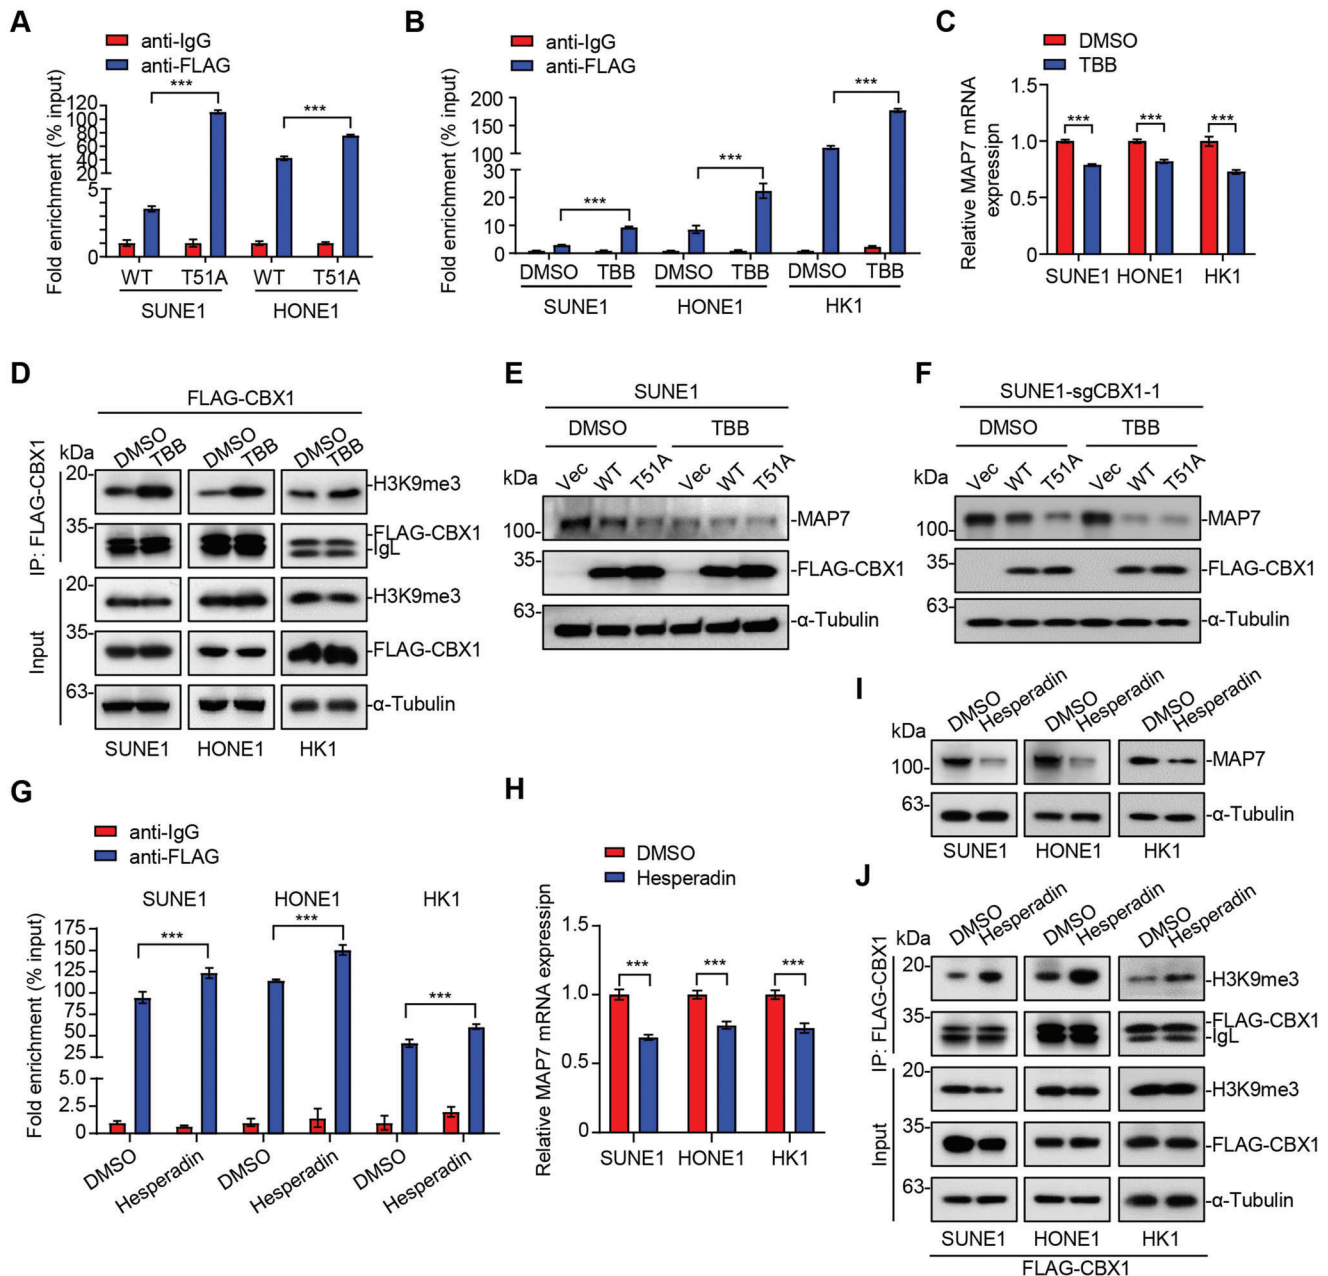 A
anti-IgG
anti-FLAG
Fold enrichment (% input)
***
***
120
100
80
60
40
20
5
0
WT
T51A
WT
T51A
SUNE1
HONE1
B
anti-IgG
anti-FLAG
Fold enrichment (% input)
***
***
***
200
150
100
30
20
10
0
DMSO
TBB
DMSO
TBB
DMSO
TBB
SUNE1
HONE1
HK1
C
DMSO
TBB
Relative MAP7 mRNA
expressipn
1.5
1.0
0.5
0
***
***
***
SUNE1
HONE1
HK1
D
FLAG-CBX1
kDa
DMSO
TBB
DMSO
TBB
DMSO
TBB
IP: FLAG-CBX1
20-
-H3K9me3
35-
-FLAG-CBX1
-IgL
Input
20-
-H3K9me3
35-
-FLAG-CBX1
63-
-α-Tubulin
SUNE1
HONE1
HK1
E
SUNE1
DMSO
TBB
kDa
Vec
WT
T51A
Vec
WT
T51A
100-
-MAP7
35-
-FLAG-CBX1
63-
-α-Tubulin
F
SUNE1-sgCBX1-1
DMSO
TBB
kDa
Vec
WT
T51A
Vec
WT
T51A
100-
-MAP7
35-
-FLAG-CBX1
63-
-α-Tubulin
G
anti-IgG
anti-FLAG
SUNE1
HONE1
HK1
Fold enrichment (% input)
***
***
***
175
150
125
100
75
50
25
5.0
2.5
0
DMSO
Hesperadin
DMSO
Hesperadin
DMSO
Hesperadin
H
DMSO
Hesperadin
Relative MAP7 mRNA expressipn
1.5
1.0
0.5
0
***
***
***
SUNE1
HONE1
HK1
I
kDa
DMSO
Hesperadin
DMSO
Hesperadin
DMSO
Hesperadin
100-
-MAP7
63-
-α-Tubulin
SUNE1
HONE1
HK1
J
kDa
DMSO
Hesperadin
DMSO
Hesperadin
DMSO
Hesperadin
IP: FLAG-CBX1
20-
-H3K9me3
35-
-FLAG-CBX1
-IgL
Input
20-
-H3K9me3
35-
-FLAG-CBX1
63-
-α-Tubulin
SUNE1
HONE1
HK1
FLAG-CBX1